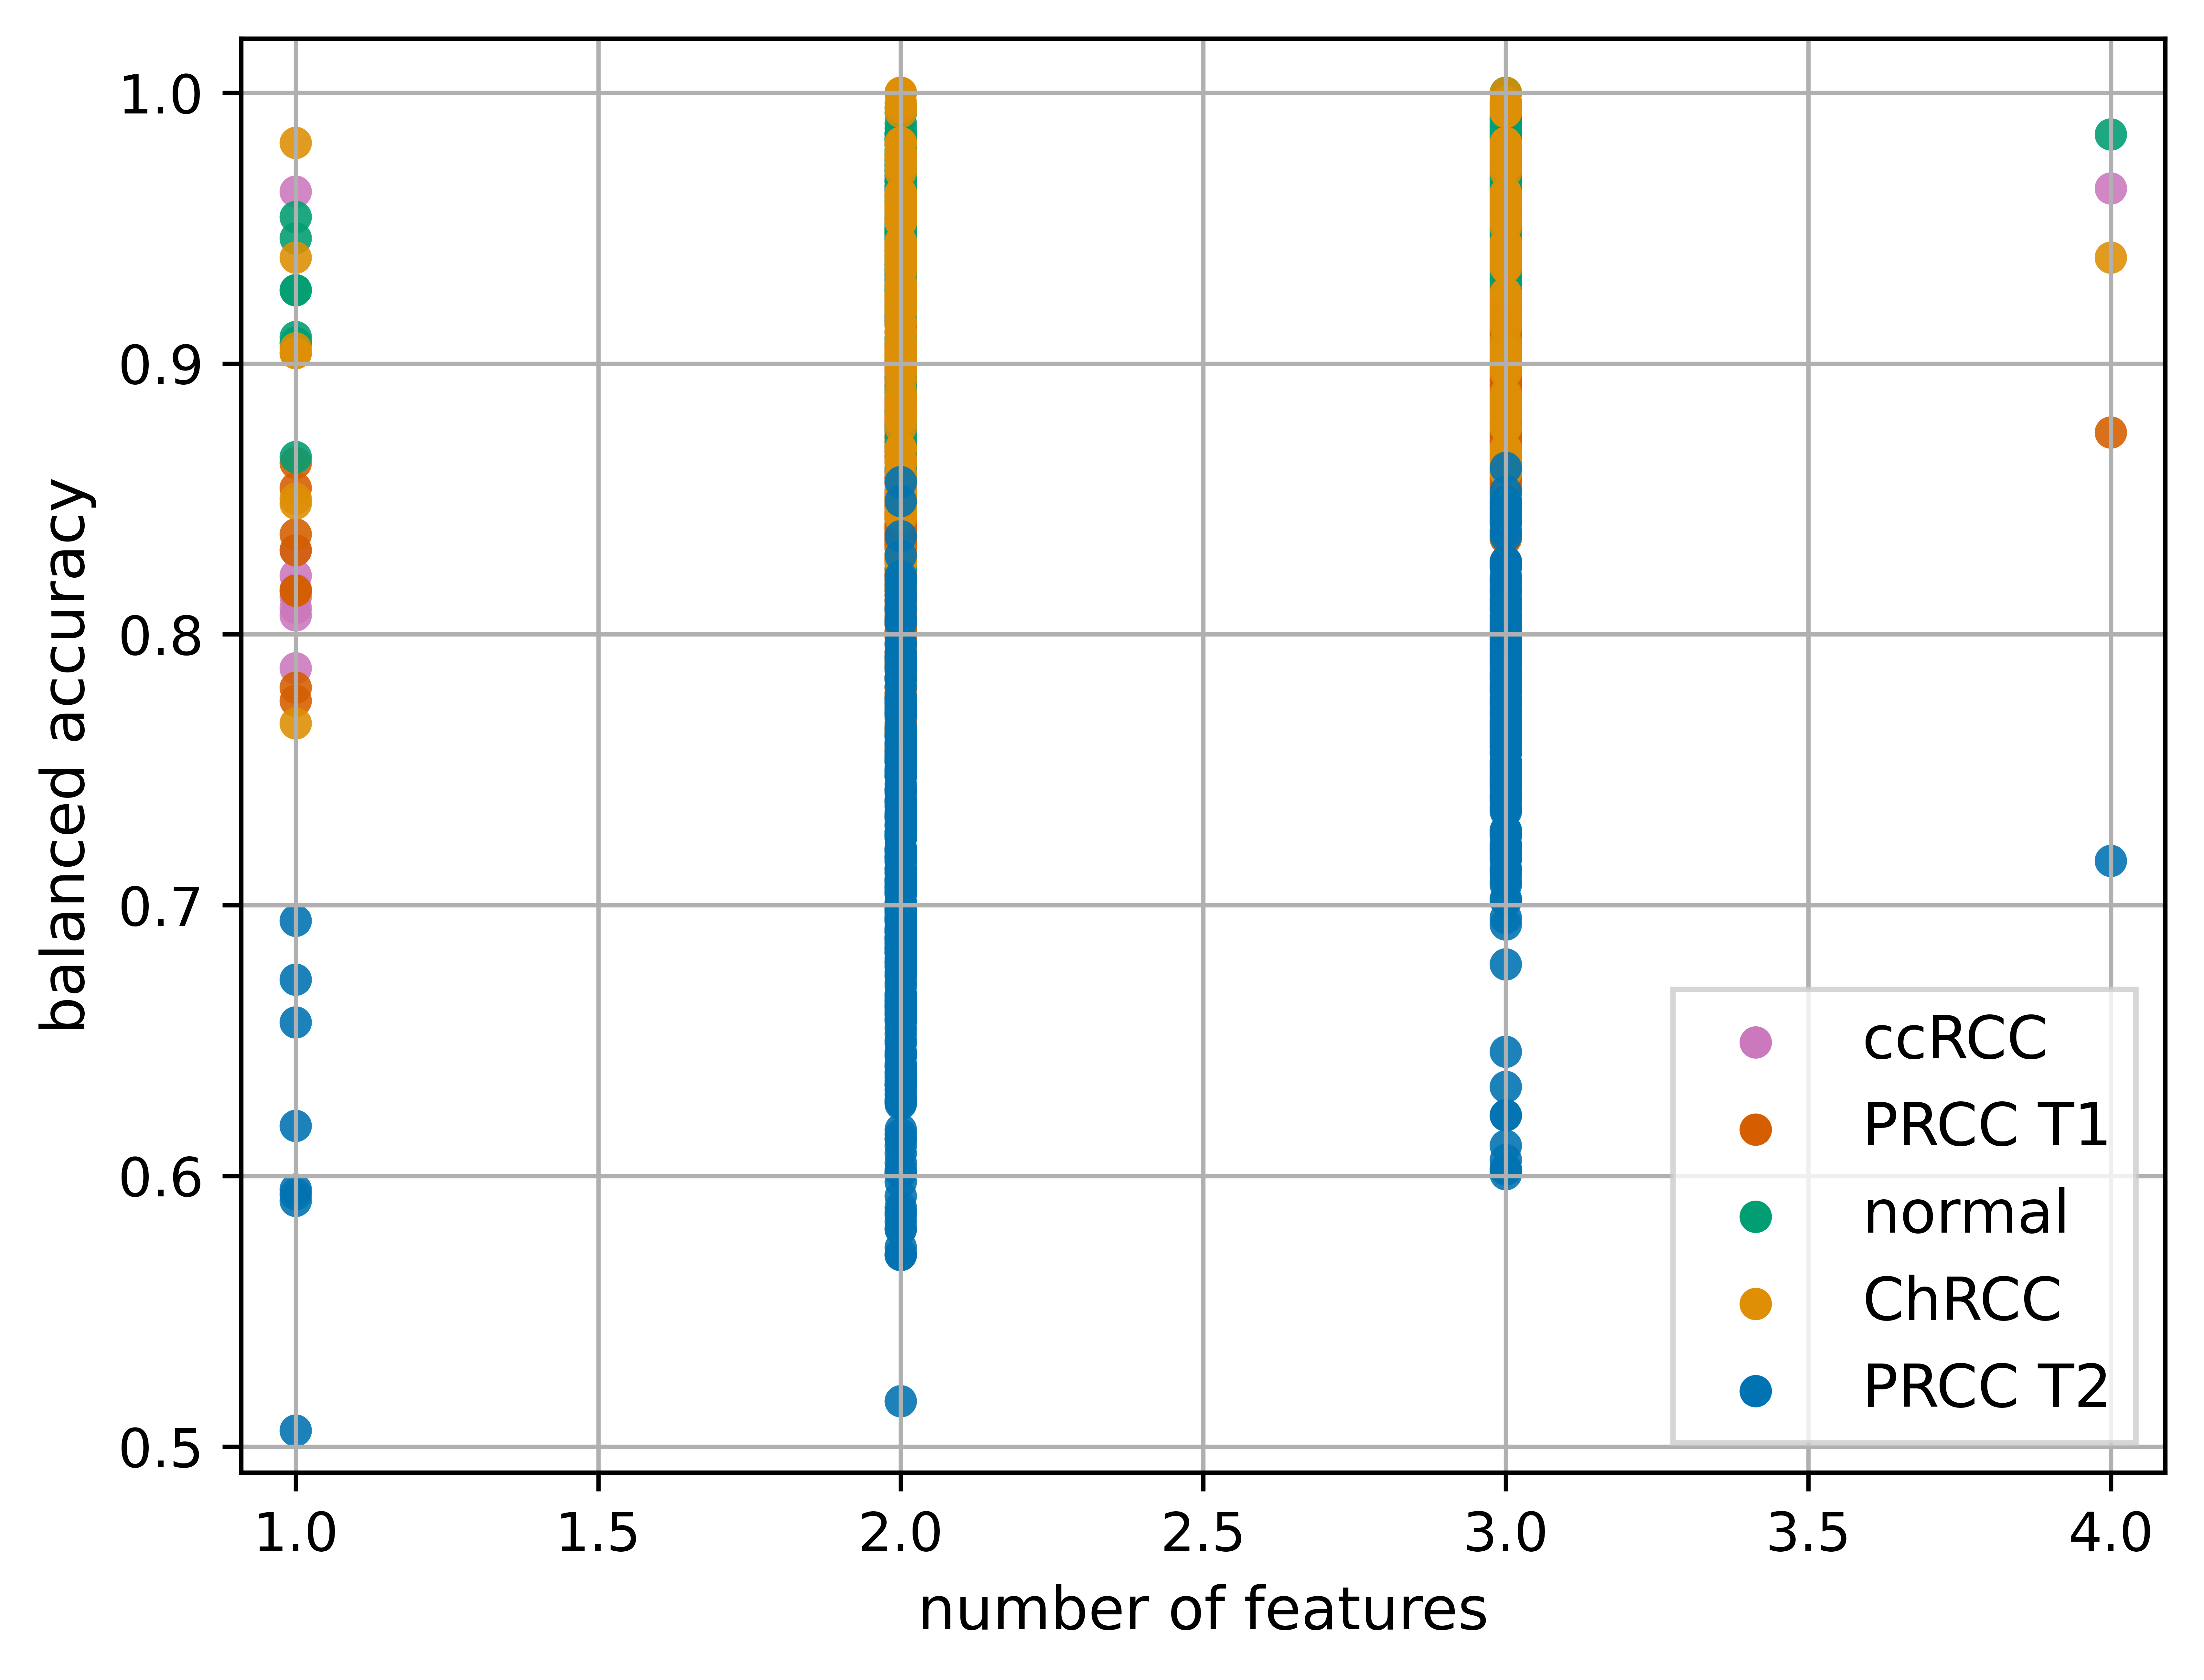 1.0
0.9
0.8
0.7
0.6
0.5
balanced accuracy
ccRCC
PRCC T1
normal
ChRCC
PRCC T2
1.0 1.5 2.0 2.5 3.0 3.5 4.0
number of features